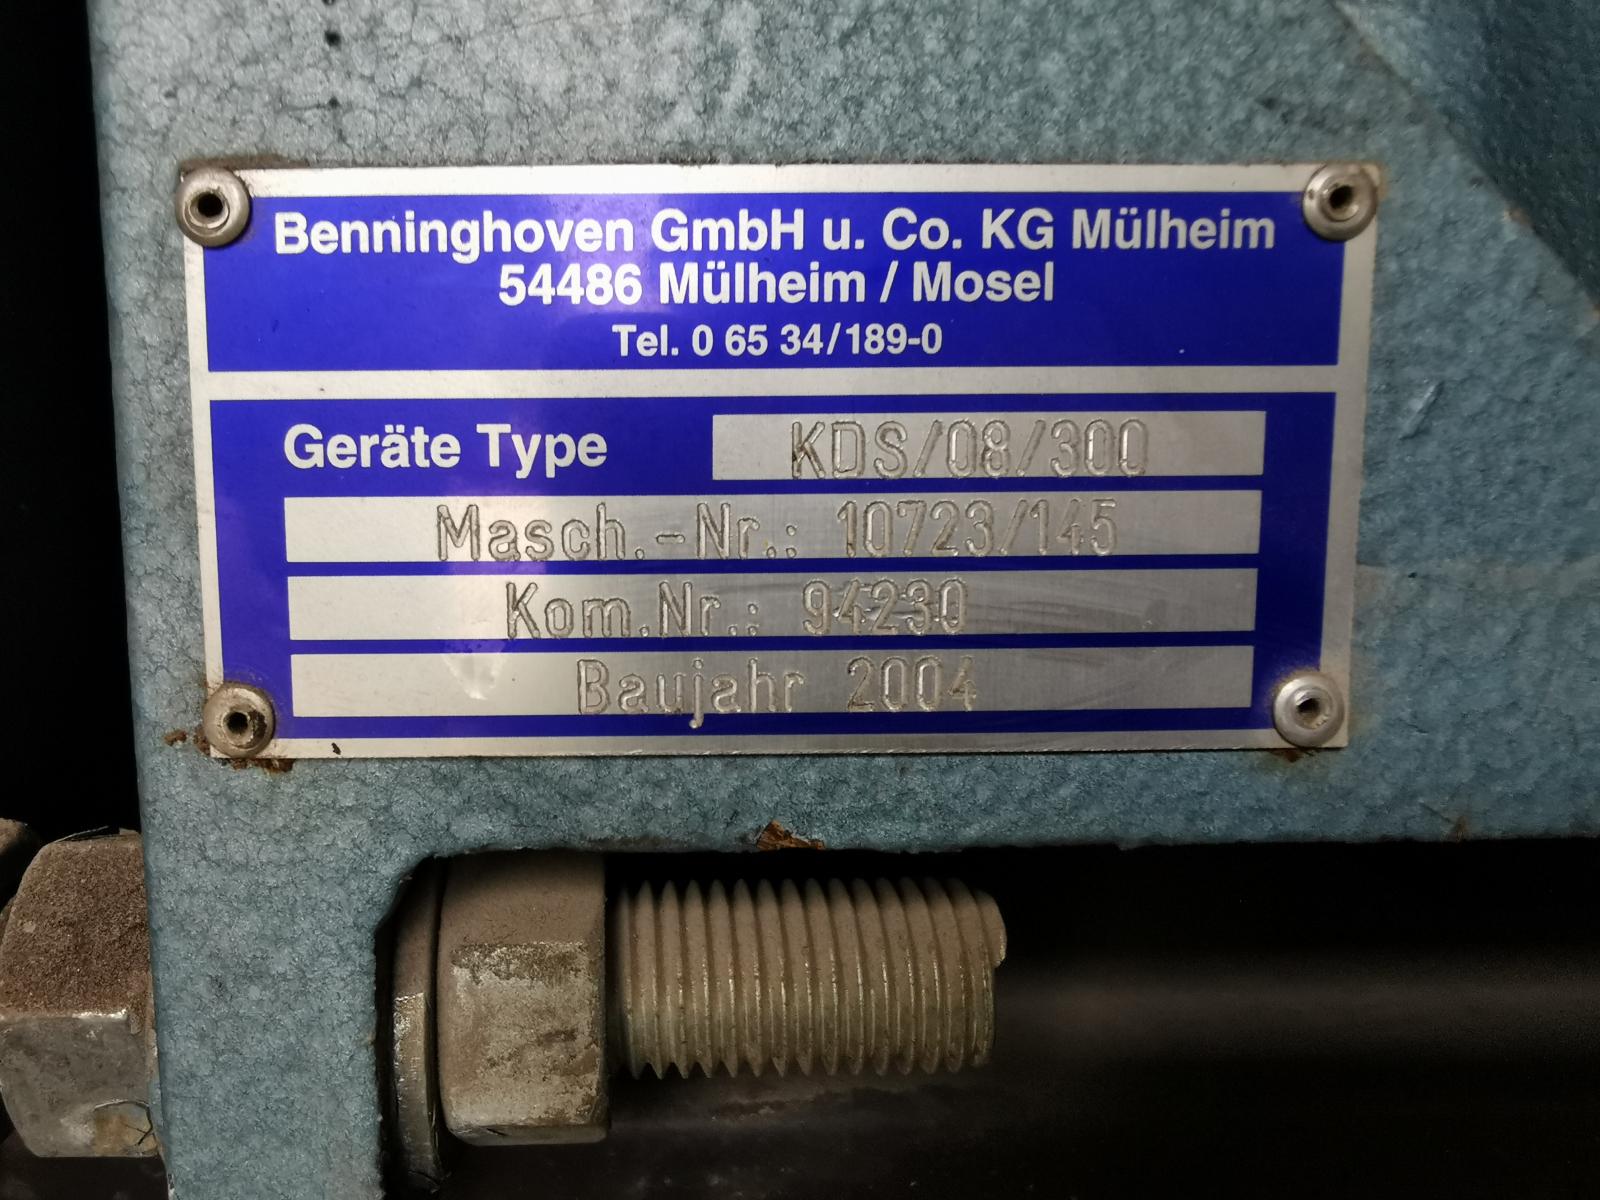 Benninghoven GmbH u. Co. KG Mülheim
54486 Mülheim / Mosel
Tel. 0 65 34/189-0
Geräte Type KDS/08/300
Masch.-Nr.: 10723/145
Kom.Nr.: 94230
Baujahr 2004